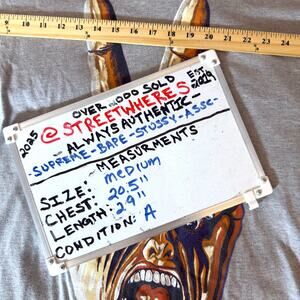 OVER 000 SOLD
2025 @STREETWHERES EST 2019
- ALWAYS AUTHENTIC -
-SUPREME-BAPE-STUSSY-ASSC-
MEASURMENTS
SIZE: MEDIUM
CHEST: 20.5"
LENGTH: 29"
CONDITION: A